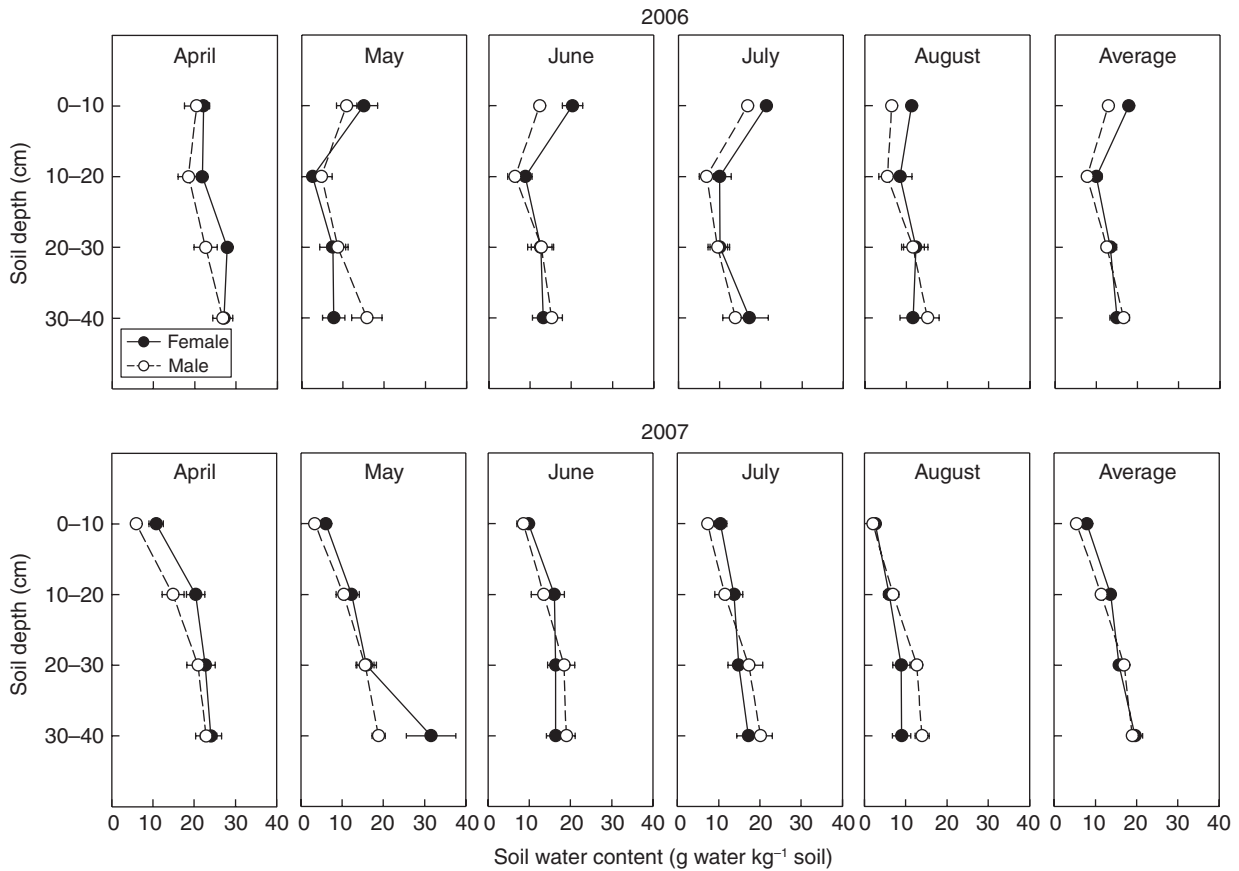 2006
April May June July August Average
0–10
10–20
20–30
30–40
Soil depth (cm)
Female
Male
2007
April May June July August Average
0–10
10–20
20–30
30–40
Soil depth (cm)
0 10 20 30 40 0 10 20 30 40 0 10 20 30 40 0 10 20 30 40 0 10 20 30 40 0 10 20 30 40
Soil water content (g water kg⁻¹ soil)